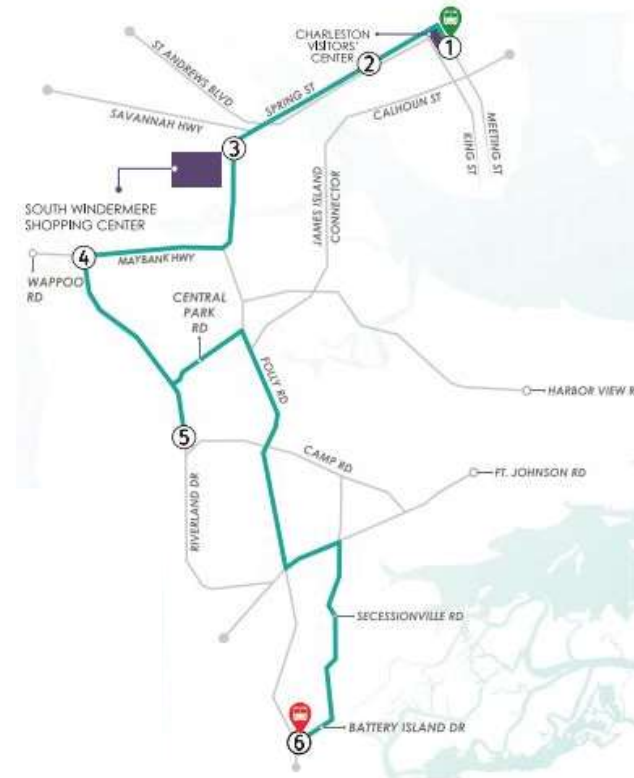 CHARLESTON
VISITORS'
CENTER
1
2
ST ANDREWS BLVD
SPRING ST
CALHOUN ST
SAVANNAH HWY
MEETING ST
KING ST
3
JAMES ISLAND
CONNECTOR
SOUTH WINDERMERE
SHOPPING CENTER
4
MAYBANK HWY
WAPPOO
RD
CENTRAL
PARK
RD
FOLLY RD
HARBOR VIEW R
5
CAMP RD
FT. JOHNSON RD
RIVERLAND DR
SECESSIONVILLE RD
BATTERY ISLAND DR
6